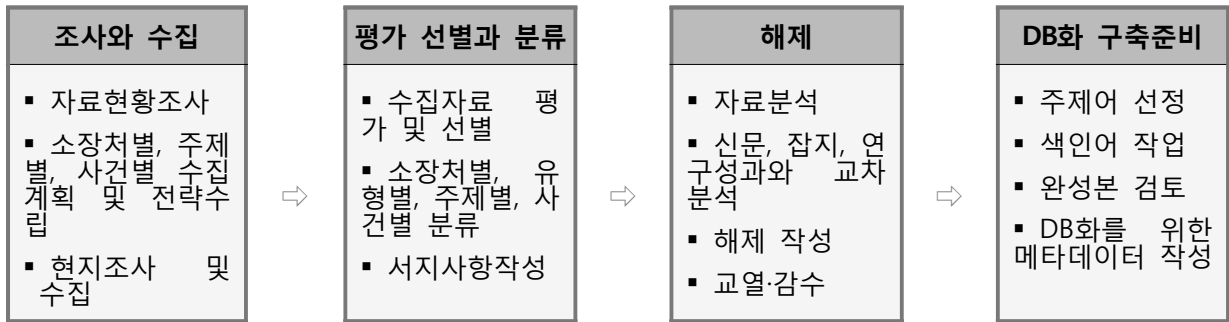 조사와 수집
▪ 자료현황조사
▪ 소장처별, 주제
별, 사건별 수집
계획 및 전략수
립
▪ 현지조사 및
수집
⇨
평가 선별과 분류
▪ 수집자료 평
가 및 선별
▪ 소장처별, 유
형별, 주제별, 사
건별 분류
▪ 서지사항작성
⇨
해제
▪ 자료분석
▪ 신문, 잡지, 연
구성과와 교차
분석
▪ 해제 작성
▪ 교열·감수
⇨
DB화 구축준비
▪ 주제어 선정
▪ 색인어 작업
▪ 완성본 검토
▪ DB화를 위한
메타데이터 작성